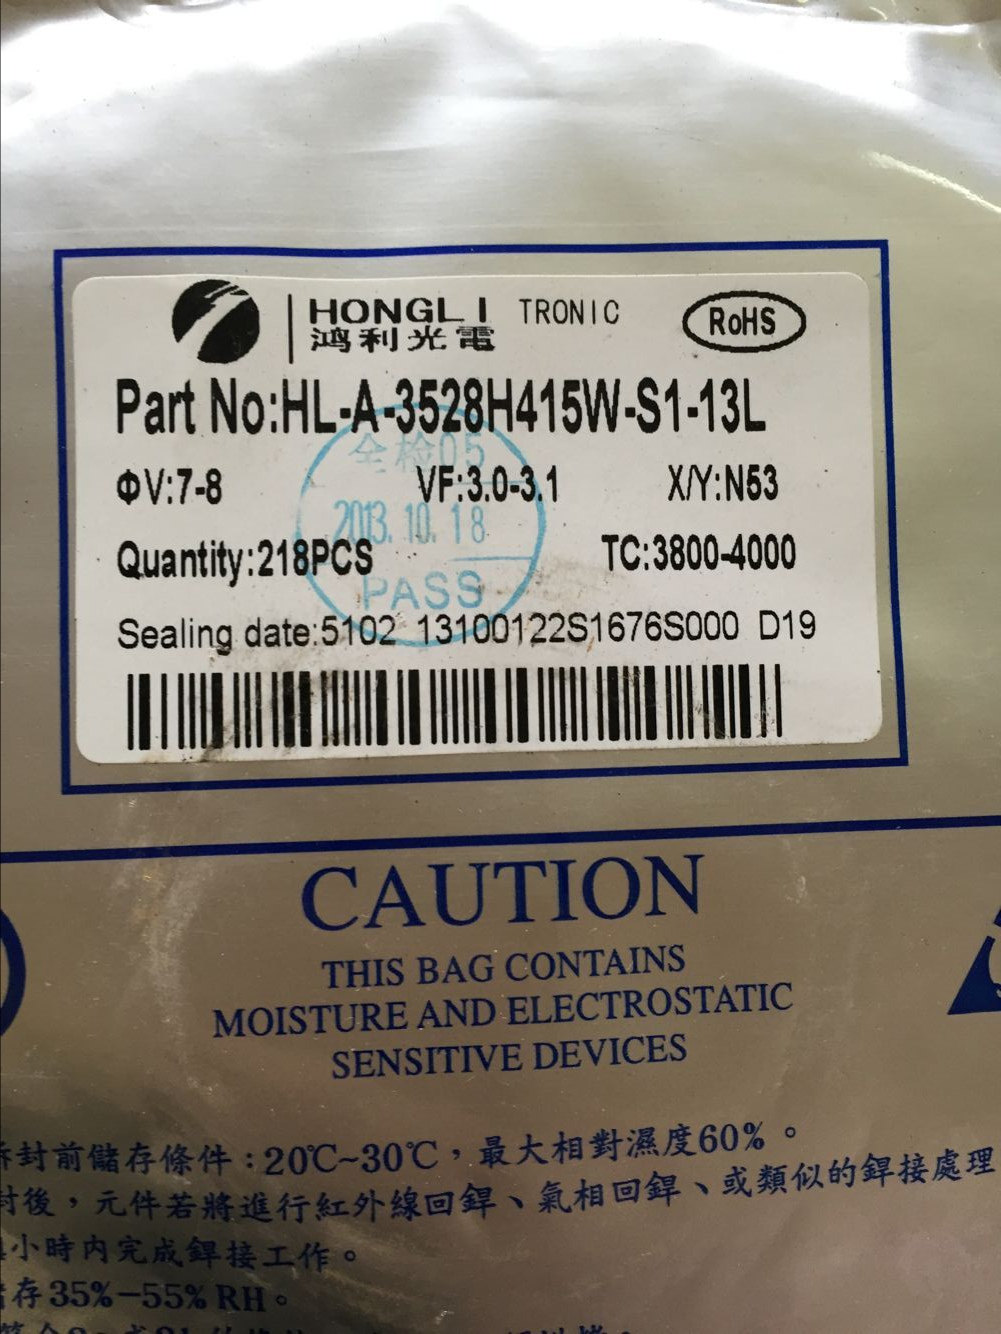 HONGLI TRONIC
鸿利光電
RoHS
Part No:HL-A-3528H415W-S1-13L
全检05
ΦV:7-8 VF:3.0-3.1 X/Y:N53
2013.10.18
Quantity:218PCS TC:3800-4000
PASS
Sealing date:5102 13100122S1676S000 D19
CAUTION
THIS BAG CONTAINS
MOISTURE AND ELECTROSTATIC
SENSITIVE DEVICES
封前儲存條件：20℃~30℃，最大相對濕度60%。
封後，元件若將進行紅外線回銲、氣相回銲、或類似的銲接處理
小時內完成銲接工作。
存35%-55% RH。